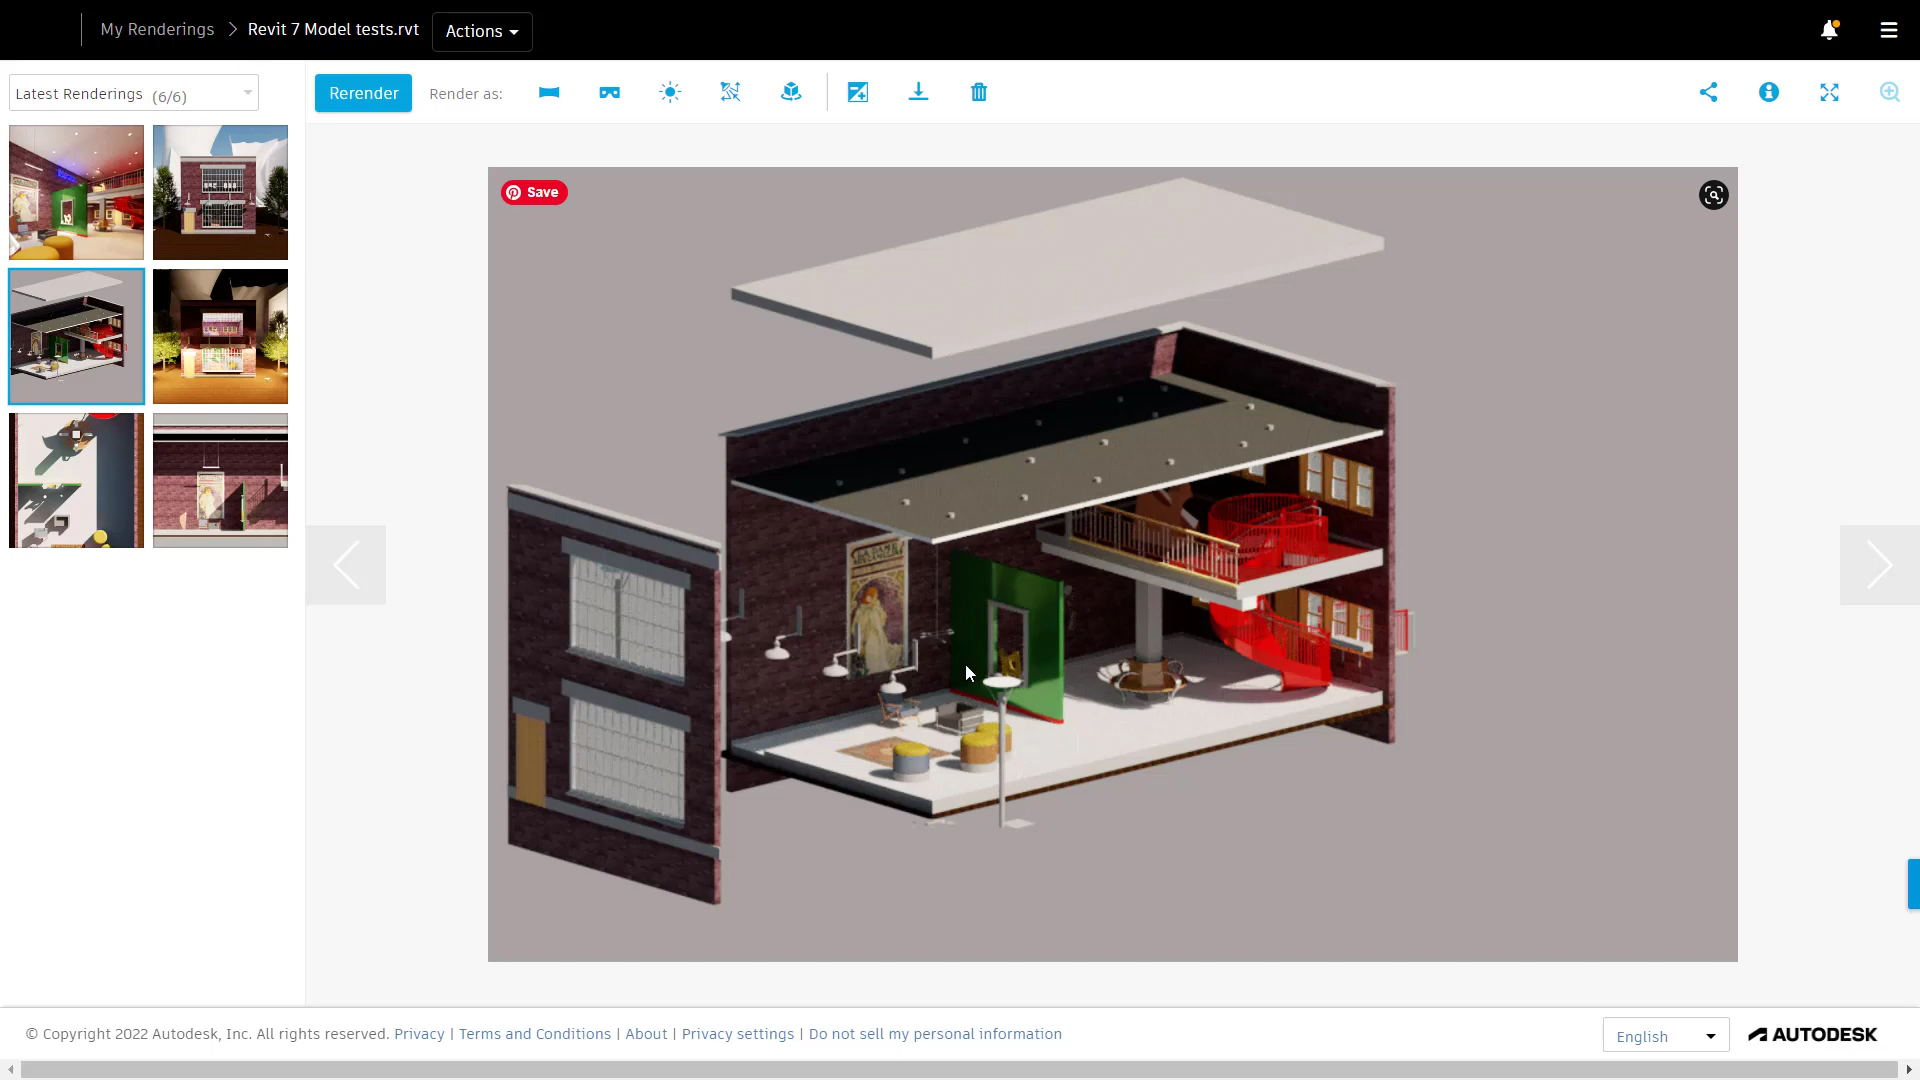 My Renderings > Revit 7 Model tests.rvt Actions
Latest Renderings (6/6)
Rerender Render as:
Save
© Copyright 2022 Autodesk, Inc. All rights reserved. Privacy | Terms and Conditions | About | Privacy settings | Do not sell my personal information
English
AUTODESK